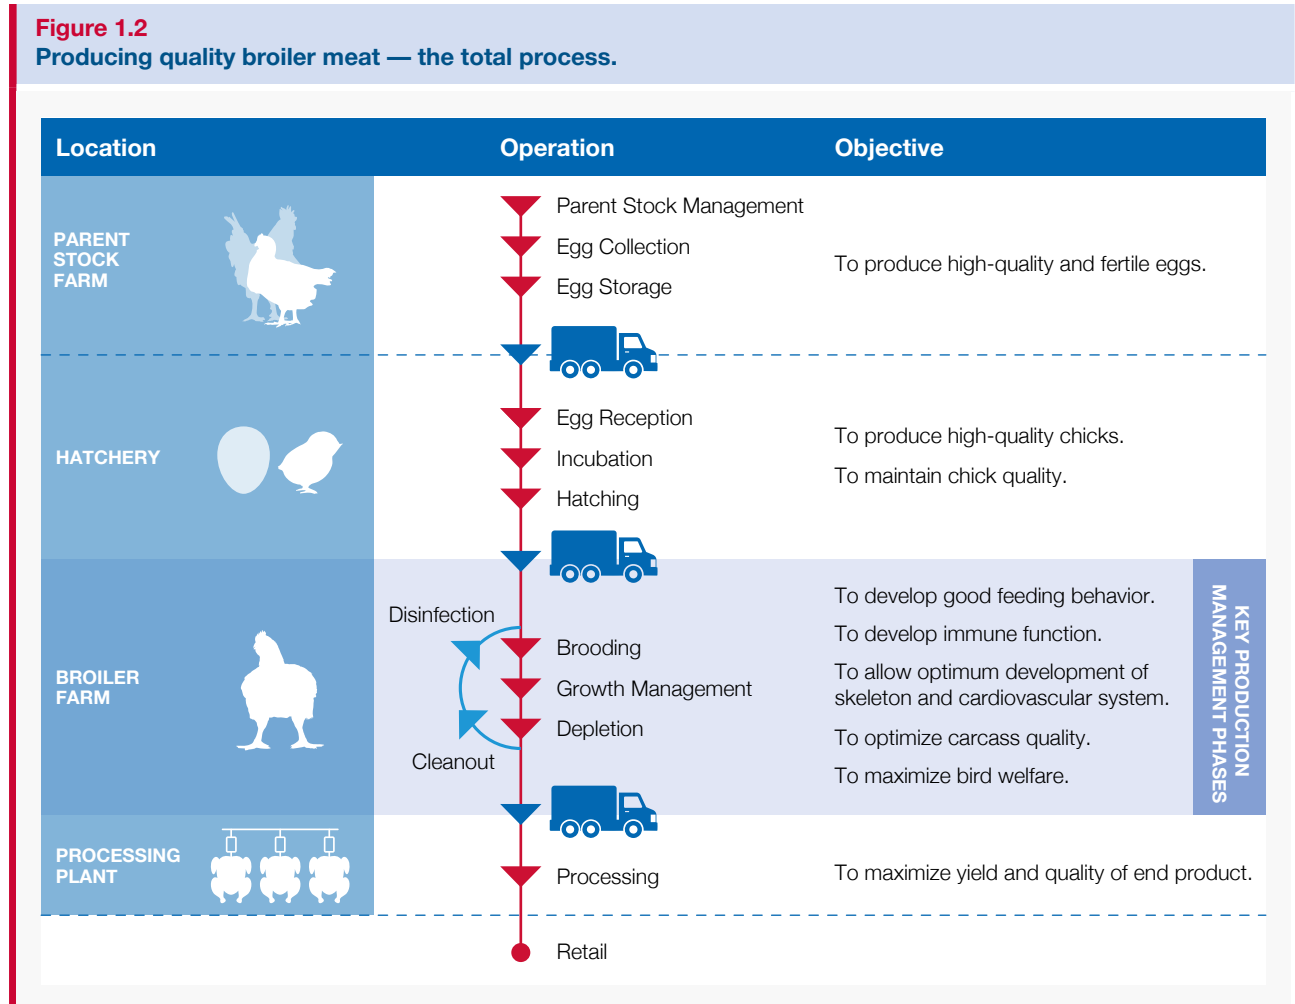 Figure 1.2
Producing quality broiler meat — the total process.
Location
Operation
Objective
PARENT
STOCK
FARM
Parent Stock Management
Egg Collection
Egg Storage
To produce high-quality and fertile eggs.
HATCHERY
Egg Reception
Incubation
Hatching
To produce high-quality chicks.
To maintain chick quality.
BROILER
FARM
Disinfection
Cleanout
Brooding
Growth Management
Depletion
To develop good feeding behavior.
To develop immune function.
To allow optimum development of
skeleton and cardiovascular system.
To optimize carcass quality.
To maximize bird welfare.
KEY PRODUCTION
MANAGEMENT PHASES
PROCESSING
PLANT
Processing
To maximize yield and quality of end product.
Retail